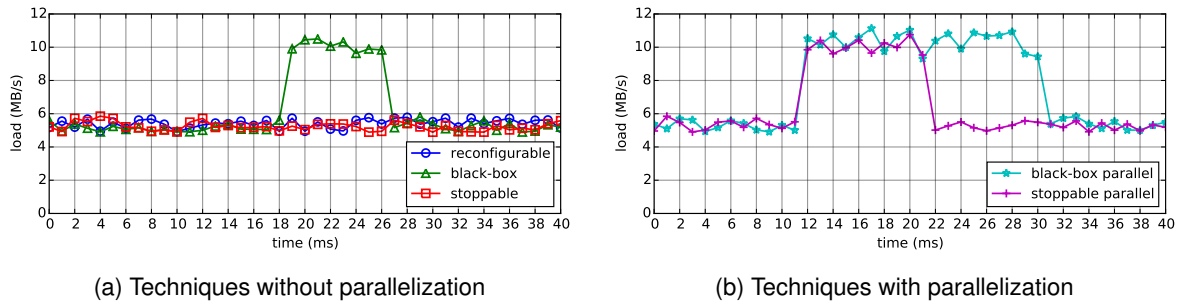 load (MB/s)
12
10
8
6
4
2
0
reconfigurable
black-box
stoppable
0 2 4 6 8 10 12 14 16 18 20 22 24 26 28 30 32 34 36 38 40
time (ms)
(a) Techniques without parallelization
load (MB/s)
12
10
8
6
4
2
0
black-box parallel
stoppable parallel
0 2 4 6 8 10 12 14 16 18 20 22 24 26 28 30 32 34 36 38 40
time (ms)
(b) Techniques with parallelization